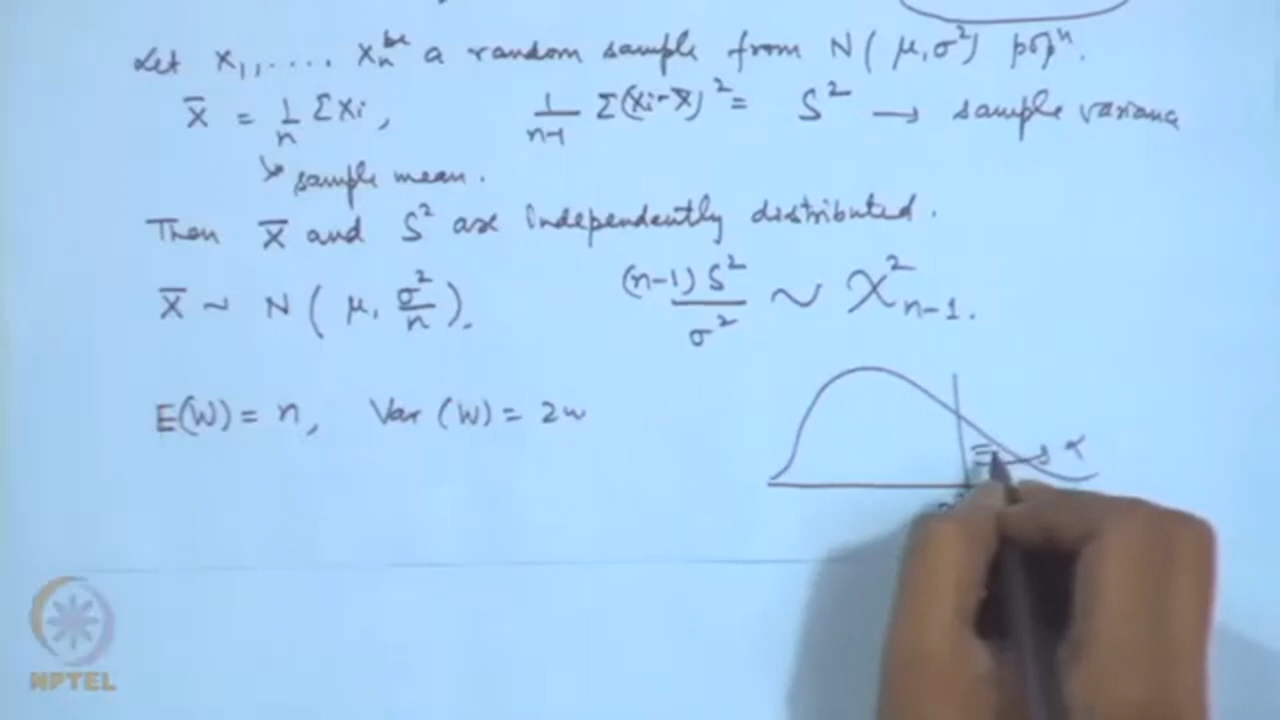 Let X₁, .... Xₙ be a random sample from N(μ, σ²) popⁿ.
X̄ = 1/n ΣXi, 1/(n-1) Σ(Xi-X̄)² = S² → sample variance
↘ sample mean.
Then X̄ and S² are independently distributed.
X̄ ~ N(μ, σ²/n). (n-1)S²/σ² ~ χ²ₙ₋₁.
E(W) = n, Var(W) = 2n
→ α
NPTEL